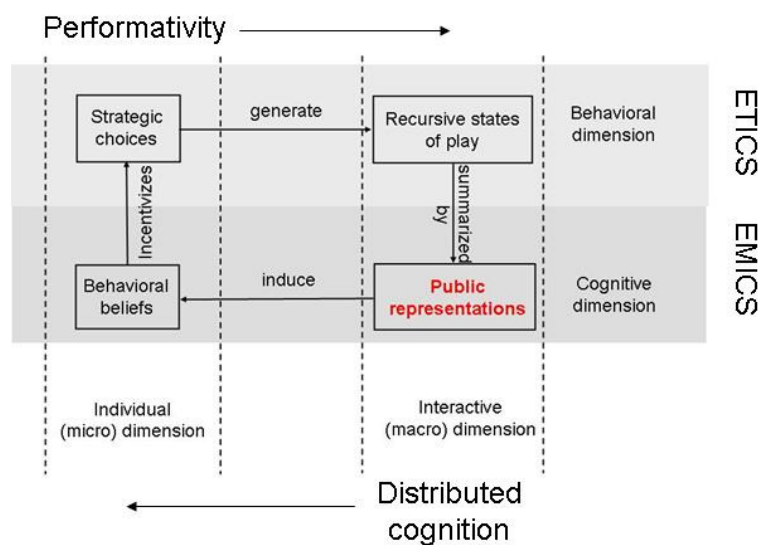 Performativity
Strategic
choices
generate
Recursive states
of play
Behavioral
dimension
ETICS
Incentivizes
summarized
by
Behavioral
beliefs
induce
Public
representations
Cognitive
dimension
EMICS
Individual
(micro) dimension
Interactive
(macro) dimension
Distributed
cognition